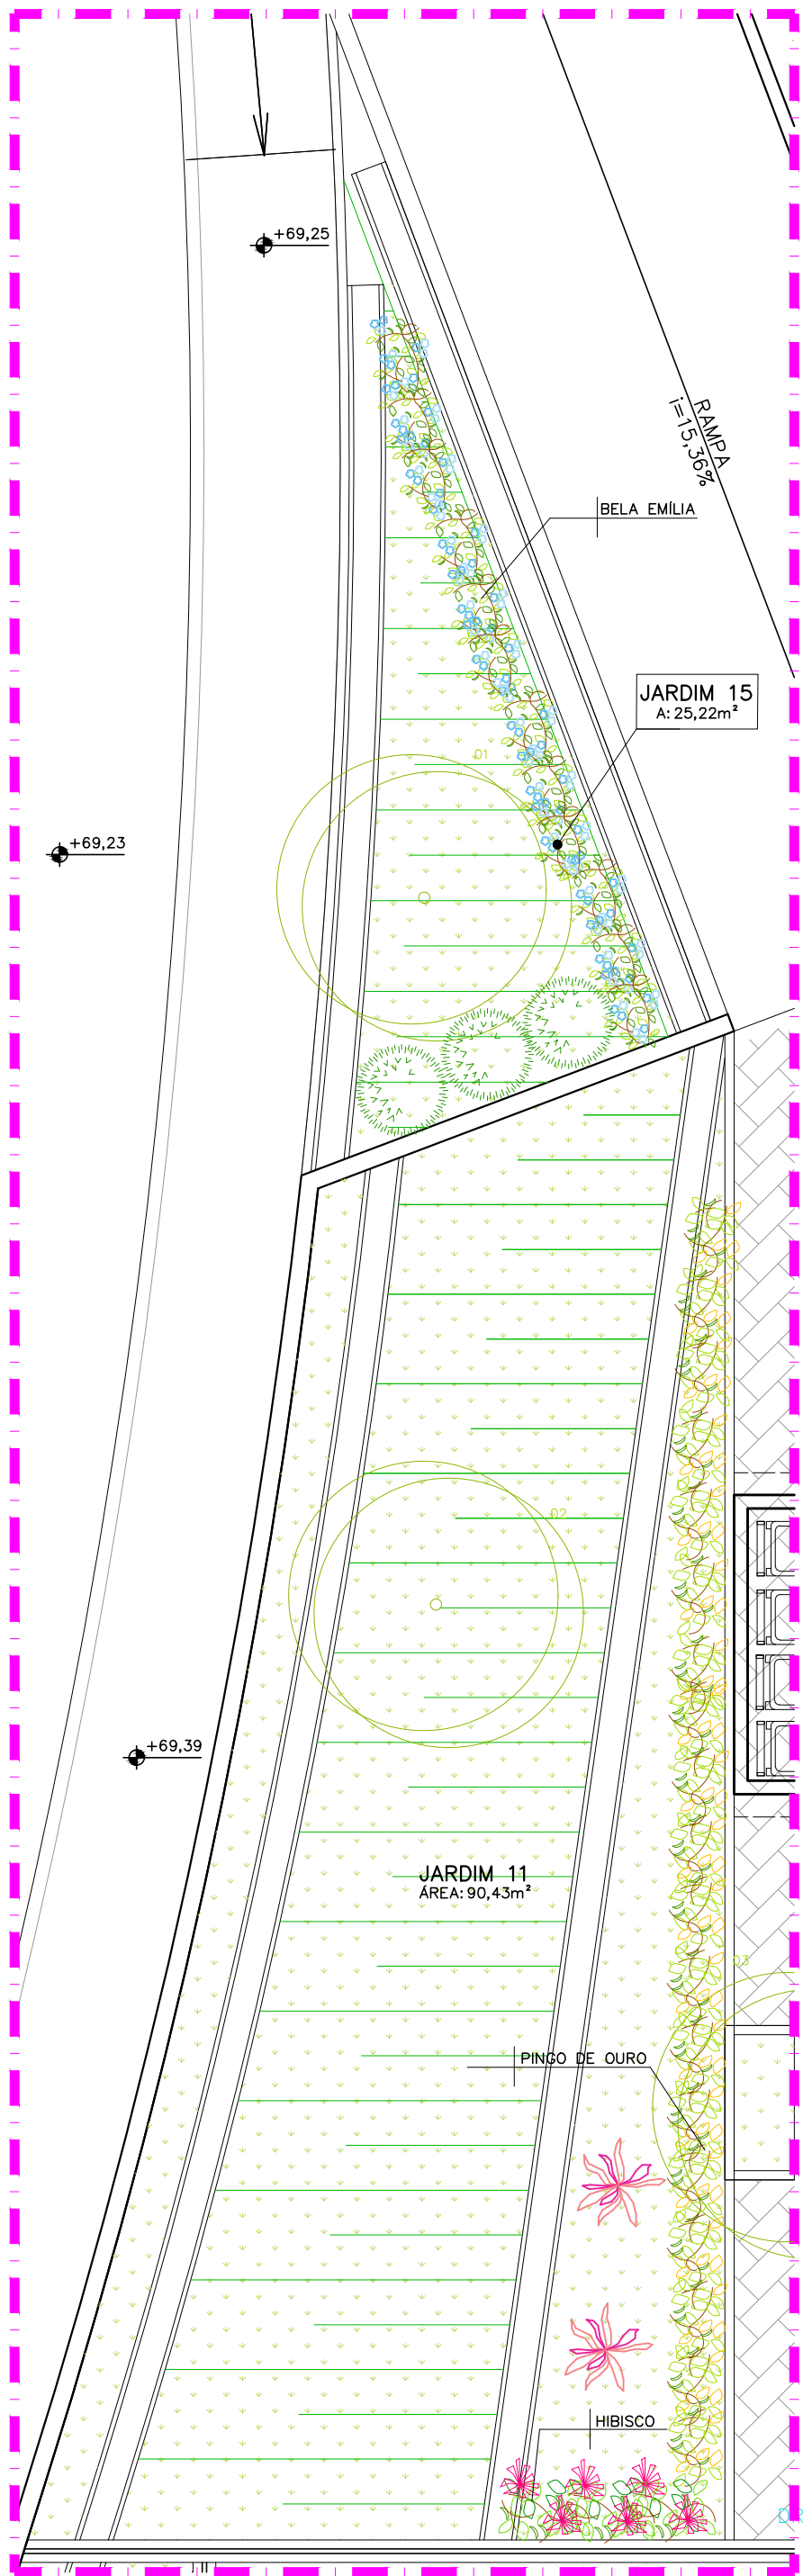 +69,25
RAMPA
i=15,36%
BELA EMÍLIA
JARDIM 15
A: 25,22m²
01
+69,23
02
+69,39
JARDIM 11
ÁREA: 90,43m²
03
PINGO DE OURO
HIBISCO